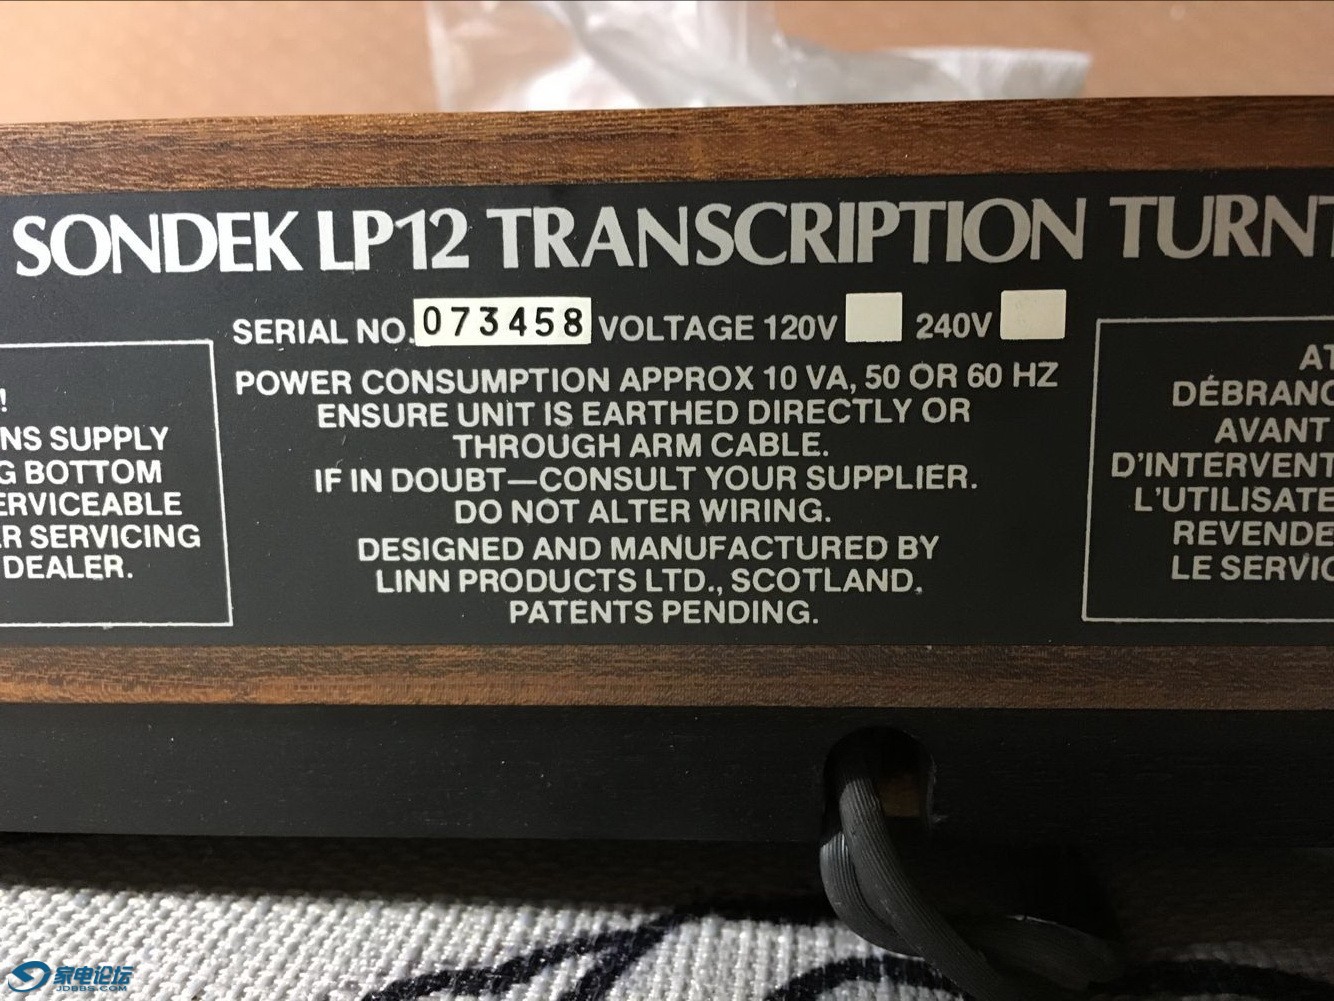 SONDEK LP12 TRANSCRIPTION TURNT
SERIAL NO. 073458 VOLTAGE 120V 240V
POWER CONSUMPTION APPROX 10 VA, 50 OR 60 HZ
ENSURE UNIT IS EARTHED DIRECTLY OR
THROUGH ARM CABLE.
IF IN DOUBT—CONSULT YOUR SUPPLIER.
DO NOT ALTER WIRING.
DESIGNED AND MANUFACTURED BY
LINN PRODUCTS LTD., SCOTLAND.
PATENTS PENDING.
!
NS SUPPLY
G BOTTOM
ERVICEABLE
R SERVICING
DEALER.
AT
DÉBRANC
AVANT
D'INTERVENT
L'UTILISATE
REVENDE
LE SERVIC
家电论坛
JDBBS.COM